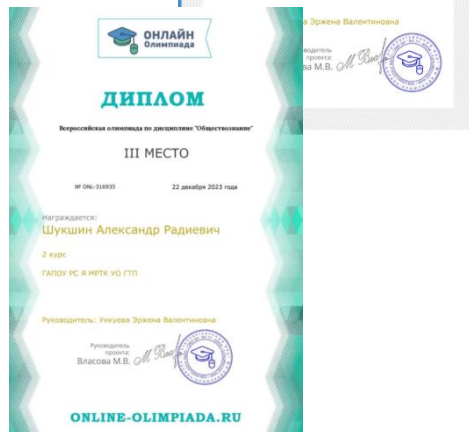 ОНЛАЙН
Олимпиада
ДИПЛОМ
Всероссийская олимпиада по дисциплине "Обществознание"
III МЕСТО
№ ONL-316935
22 декабря 2023 года
Награждается:
Шукшин Александр Радиевич
2 курс
ГАПОУ РС Я МРТК УО ГТП
Руководитель: Ункуева Эржена Валентиновна
Руководитель
проекта:
Власова М.В.
ONLINE-OLIMPIADA.RU
а Эржена Валентиновна
водитель
проекта:
ва М.В.